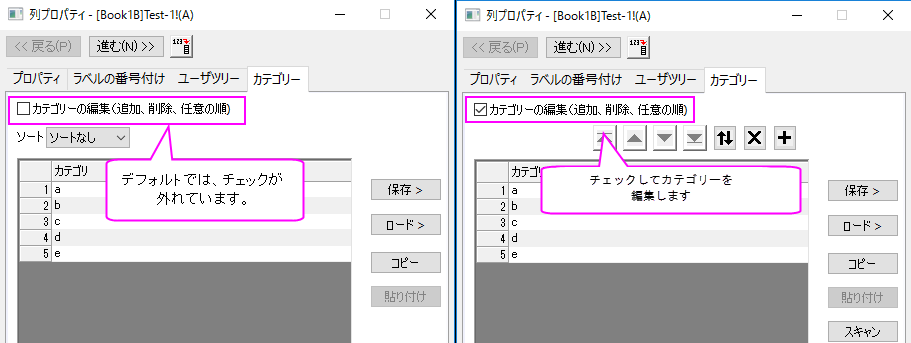 列プロパティ - [Book1B]Test-1!(A)
<< 戻る(P) 進む(N) >>
プロパティ ラベルの番号付け ユーザツリー カテゴリー
カテゴリーの編集(追加、削除、任意の順)
ソート ソートなし
カテゴリ
デフォルトでは、チェックが
外れています。
1 a
2 b
3 c
4 d
5 e
保存 >
ロード >
コピー
貼り付け
列プロパティ - [Book1B]Test-1!(A)
<< 戻る(P) 進む(N) >>
プロパティ ラベルの番号付け ユーザツリー カテゴリー
カテゴリーの編集(追加、削除、任意の順)
カテゴリ
チェックしてカテゴリーを
編集します
1 a
2 b
3 c
4 d
5 e
保存 >
ロード >
コピー
貼り付け
スキャン